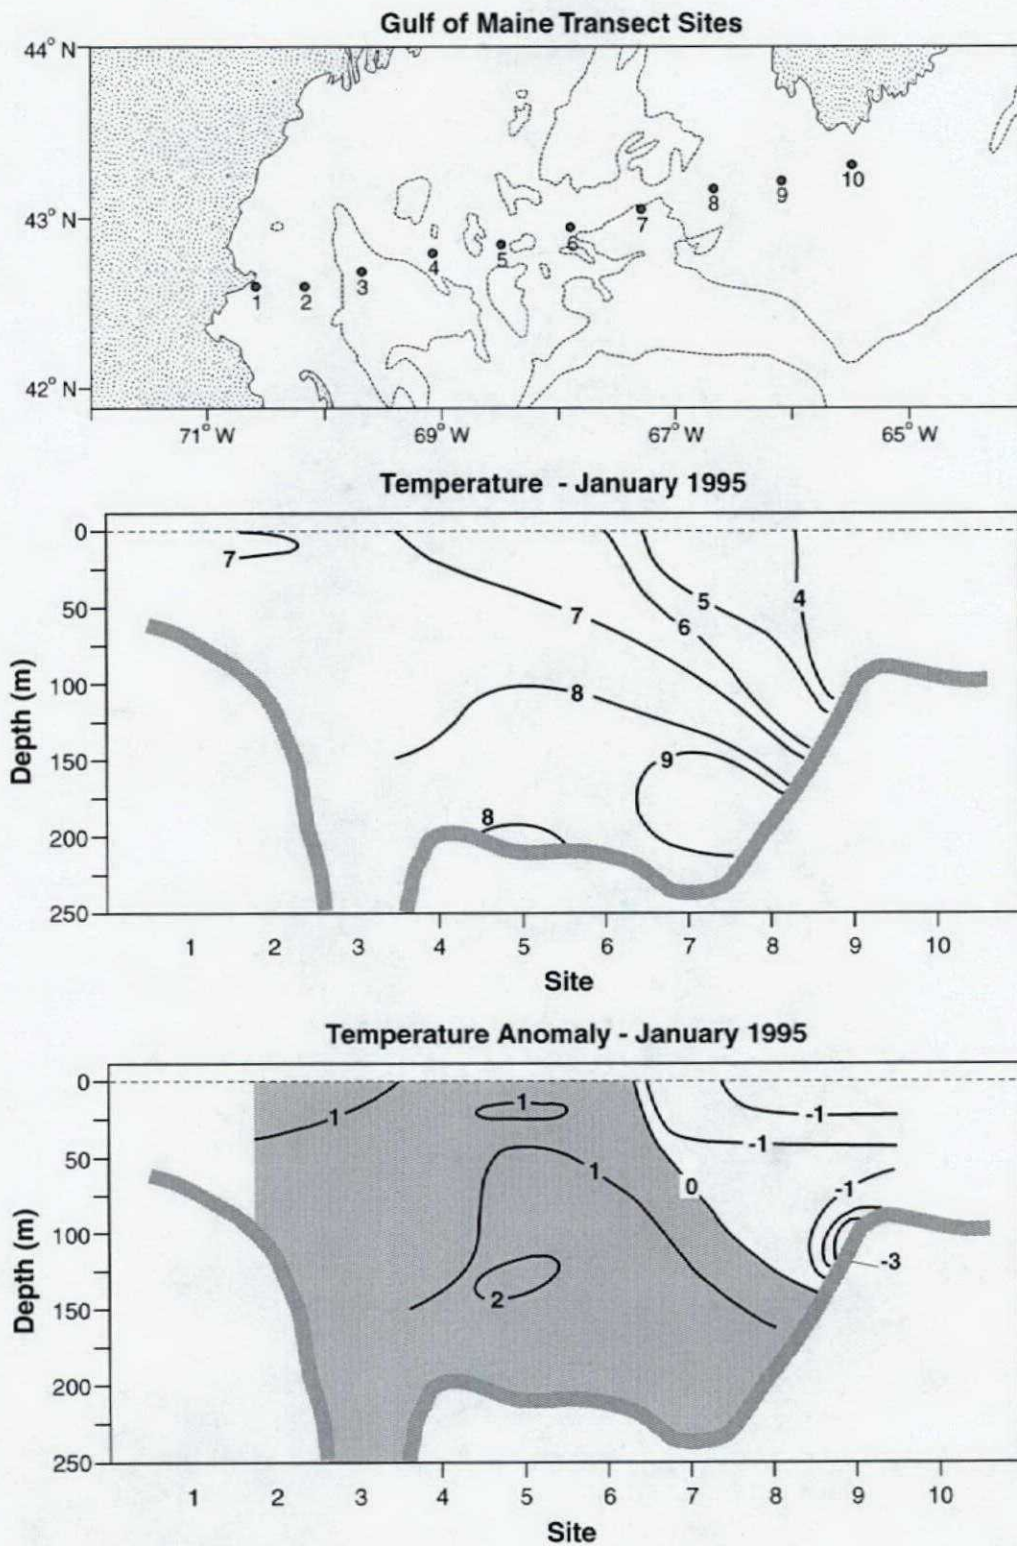 Gulf of Maine Transect Sites
44° N
43° N
42° N
1
2
3
4
5
6
7
8
9
10
71° W
69° W
67° W
65° W
Temperature - January 1995
Depth (m)
0
50
100
150
200
250
7
7
8
8
9
6
5
4
1 2 3 4 5 6 7 8 9 10
Site
Temperature Anomaly - January 1995
Depth (m)
0
50
100
150
200
250
1
1
1
2
0
-1
-1
-1
-3
1 2 3 4 5 6 7 8 9 10
Site